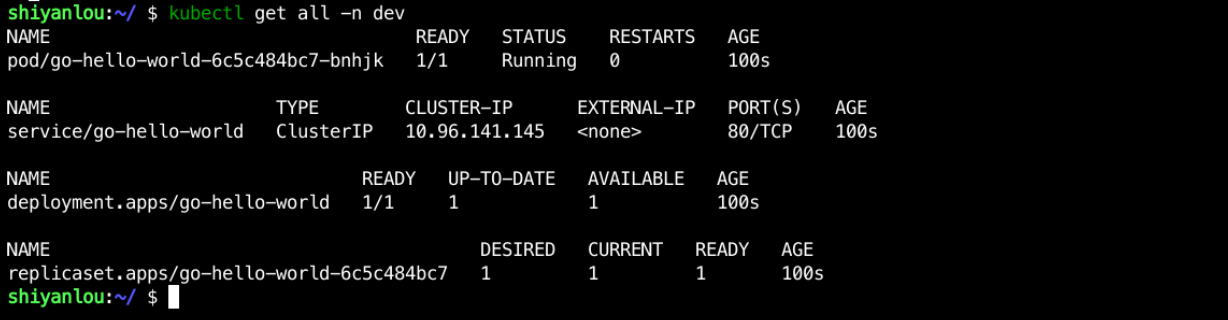 shiyanlou:~/ $ kubectl get all -n dev
NAME                                READY   STATUS    RESTARTS   AGE
pod/go-hello-world-6c5c484bc7-bnhjk   1/1     Running   0          100s

NAME                     TYPE        CLUSTER-IP      EXTERNAL-IP   PORT(S)   AGE
service/go-hello-world   ClusterIP   10.96.141.145   <none>        80/TCP    100s

NAME                             READY   UP-TO-DATE   AVAILABLE   AGE
deployment.apps/go-hello-world   1/1     1            1           100s

NAME                                        DESIRED   CURRENT   READY   AGE
replicaset.apps/go-hello-world-6c5c484bc7   1         1         1       100s
shiyanlou:~/ $